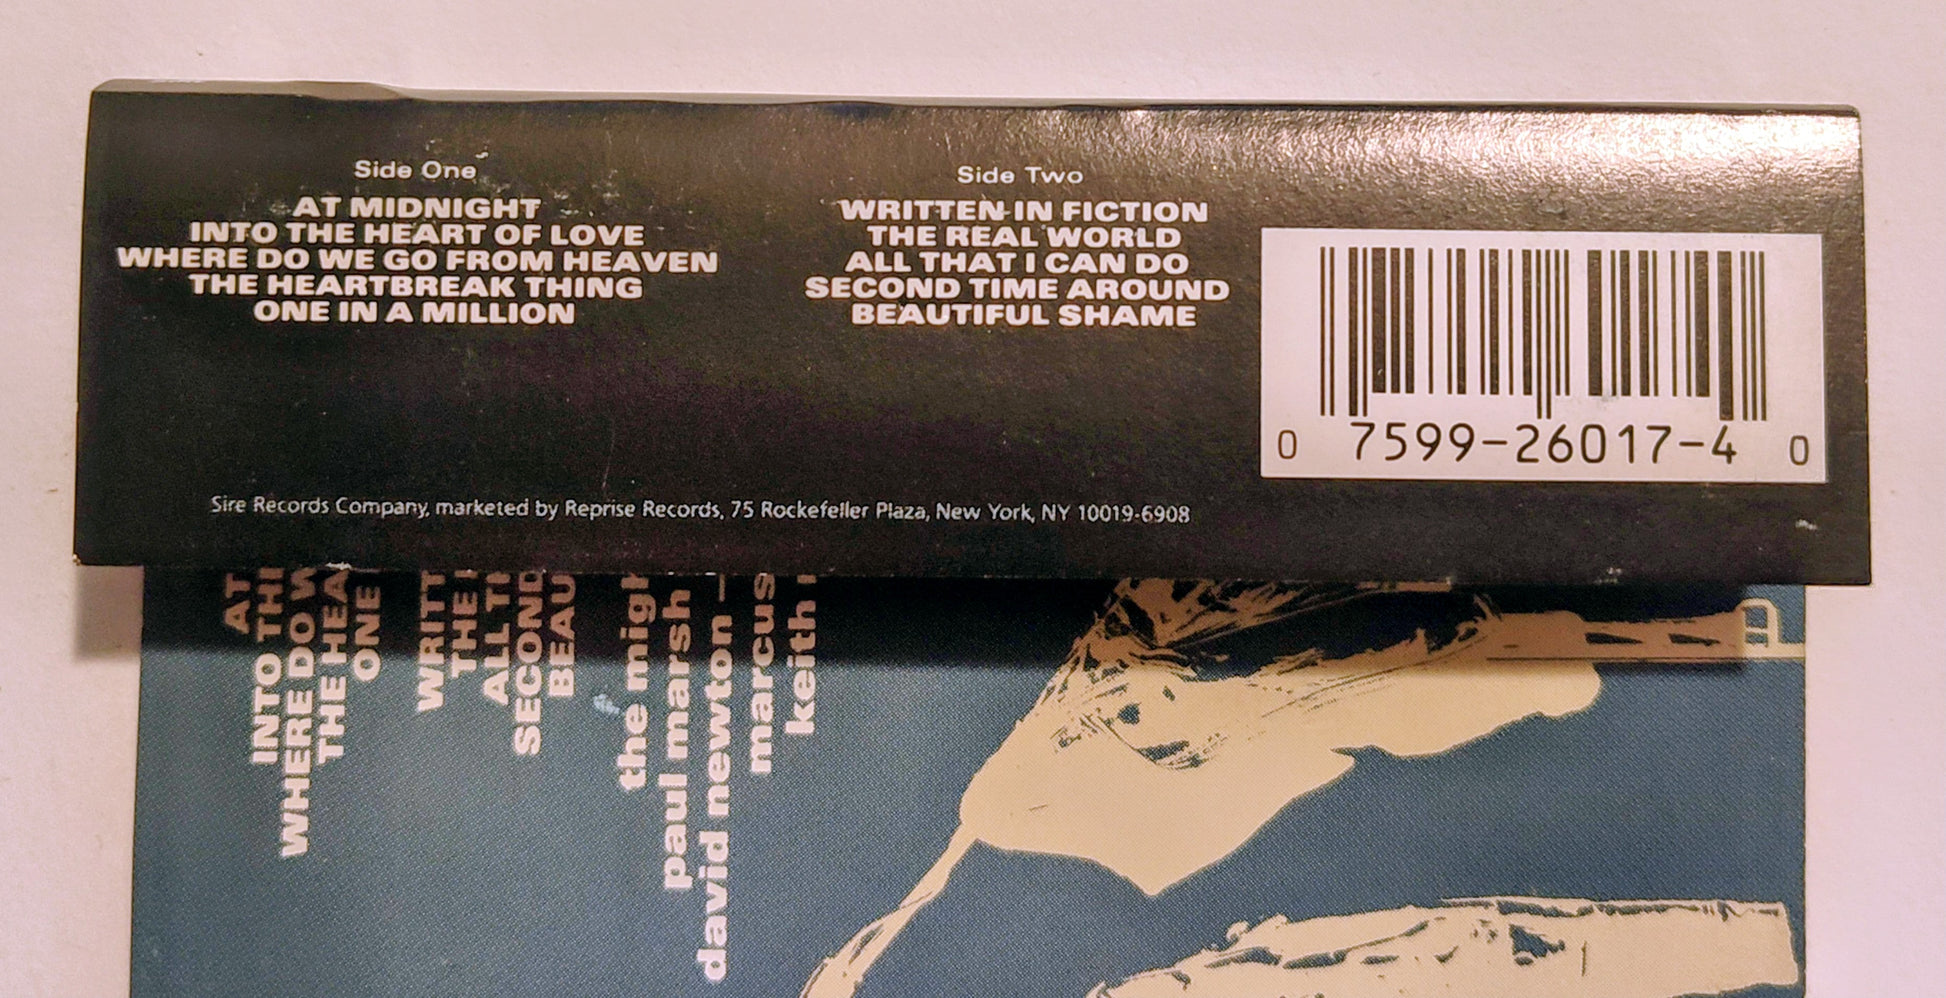 Side One
AT MIDNIGHT
INTO THE HEART OF LOVE
WHERE DO WE GO FROM HEAVEN
THE HEARTBREAK THING
ONE IN A MILLION
Side Two
WRITTEN IN FICTION
THE REAL WORLD
ALL THAT I CAN DO
SECOND TIME AROUND
BEAUTIFUL SHAME
0 7599-26017-4 0
Sire Records Company, marketed by Reprise Records, 75 Rockefeller Plaza, New York, NY 10019-6908
AT
INTO THE
WHERE DO W
THE HEA
ONE
WRITT
THE
ALL T
SECOND
BEAU
the migh
paul marsh
david newton –
marcus
keith